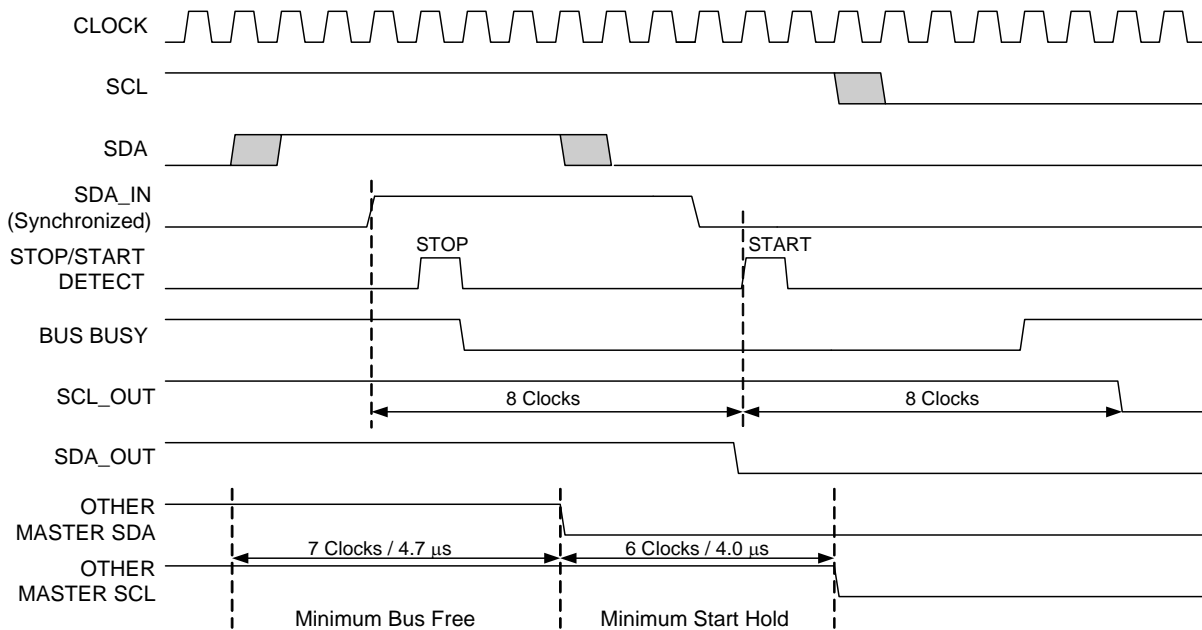 CLOCK
SCL
SDA
SDA_IN
(Synchronized)
STOP/START
DETECT
STOP
START
BUS BUSY
SCL_OUT
8 Clocks
8 Clocks
SDA_OUT
OTHER
MASTER SDA
7 Clocks / 4.7 μs
6 Clocks / 4.0 μs
OTHER
MASTER SCL
Minimum Bus Free
Minimum Start Hold